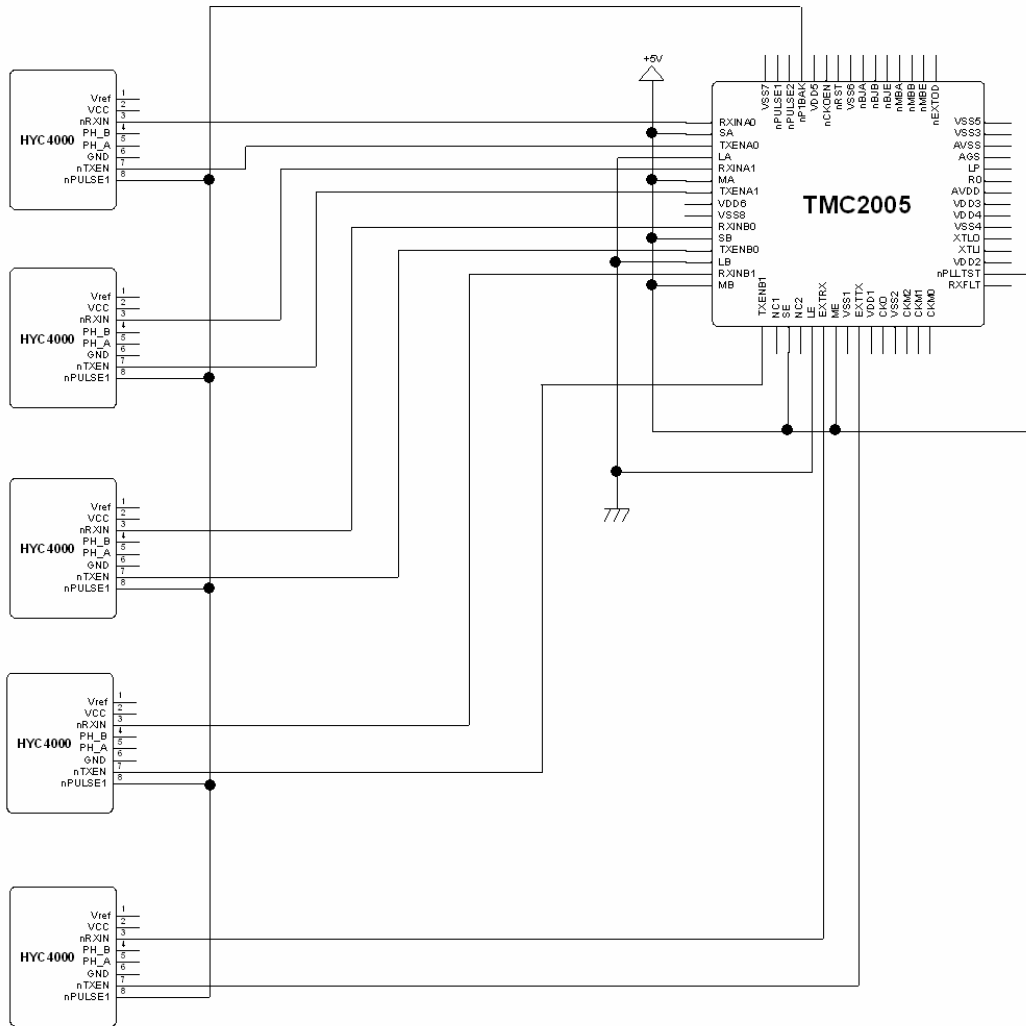 +5V
VSS7
nPULSE1
nPULSE2
nP1BAK
VDD5
nCKOEN
nRST
VSS6
nBJA
nBJB
nBJE
nMBA
nMBB
nMBE
nEXTOD
TMC2005
RXINA0
SA
TXENA0
LA
RXINA1
MA
TXENA1
VDD6
VSS8
RXINB0
SB
TXENB0
LB
RXINB1
MB
VSS5
VSS3
AVSS
AGS
LP
RO
AVDD
VDD3
VDD4
VSS4
XTLO
XTLI
VDD2
nPLLTST
RXFLT
TXENB1
NC1
SE
NC2
LE
EXTRX
ME
VSS1
EXTTX
VDD1
CKO
VSS2
CKM2
CKM1
CKM0
HYC4000
Vref 1
VCC 2
nRXIN 3
PH_B 4
PH_A 5
GND 6
nTXEN 7
nPULSE1 8
HYC4000
Vref 1
VCC 2
nRXIN 3
PH_B 4
PH_A 5
GND 6
nTXEN 7
nPULSE1 8
HYC4000
Vref 1
VCC 2
nRXIN 3
PH_B 4
PH_A 5
GND 6
nTXEN 7
nPULSE1 8
HYC4000
Vref 1
VCC 2
nRXIN 3
PH_B 4
PH_A 5
GND 6
nTXEN 7
nPULSE1 8
HYC4000
Vref 1
VCC 2
nRXIN 3
PH_B 4
PH_A 5
GND 6
nTXEN 7
nPULSE1 8